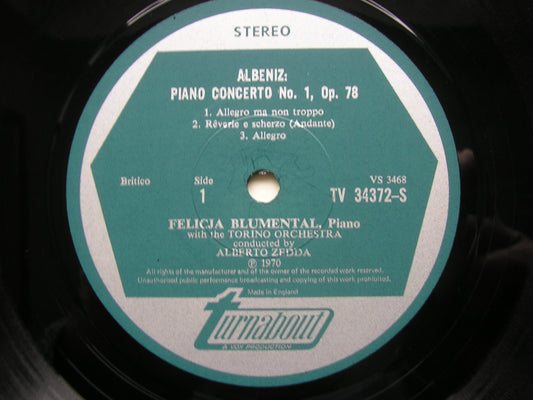 STEREO
ALBENIZ:
PIANO CONCERTO No. 1, Op. 78
1. Allegro ma non troppo
2. Rêverie e scherzo (Andante)
3. Allegro
Britico
Side
1
VS 3468
TV 34372-S
FELICJA BLUMENTAL, Piano
with the TORINO ORCHESTRA
conducted by
ALBERTO ZEDDA
Ⓟ 1970
All rights of the manufacturer and of the owner of the recorded work reserved.
Unauthorised public performance broadcasting and copying of this work prohibited.
Made in England
turnabout
A VOX PRODUCTION